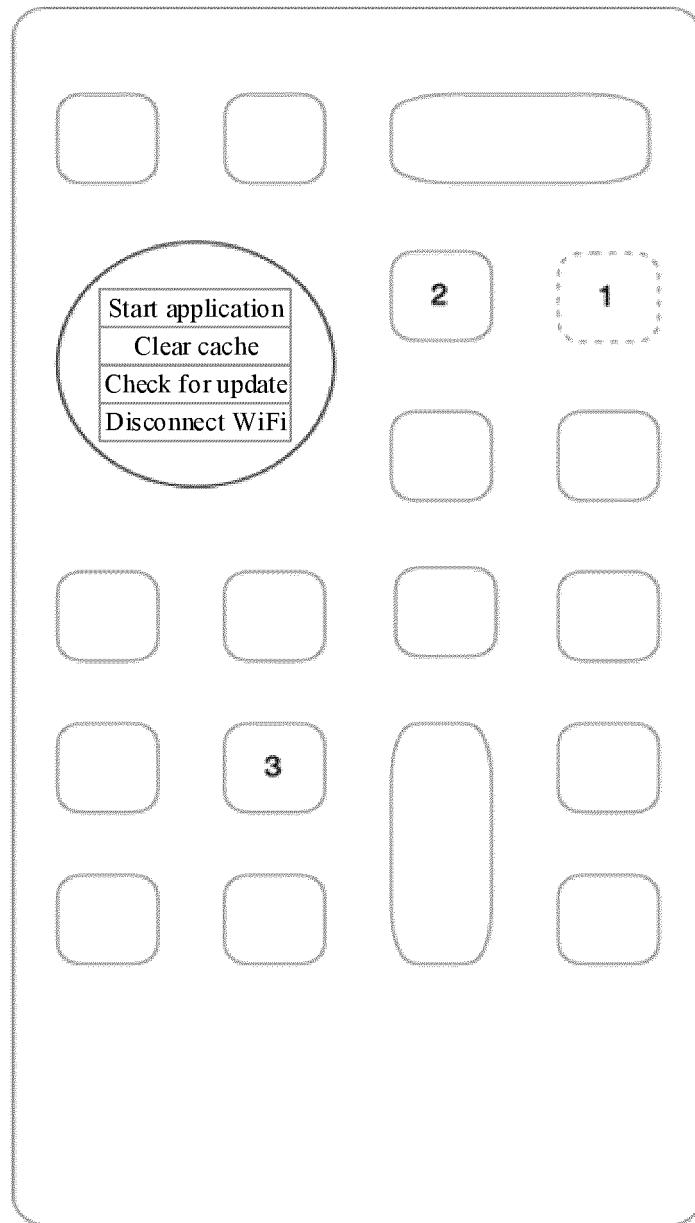 2
1
Start application
Clear cache
Check for update
Disconnect WiFi
3